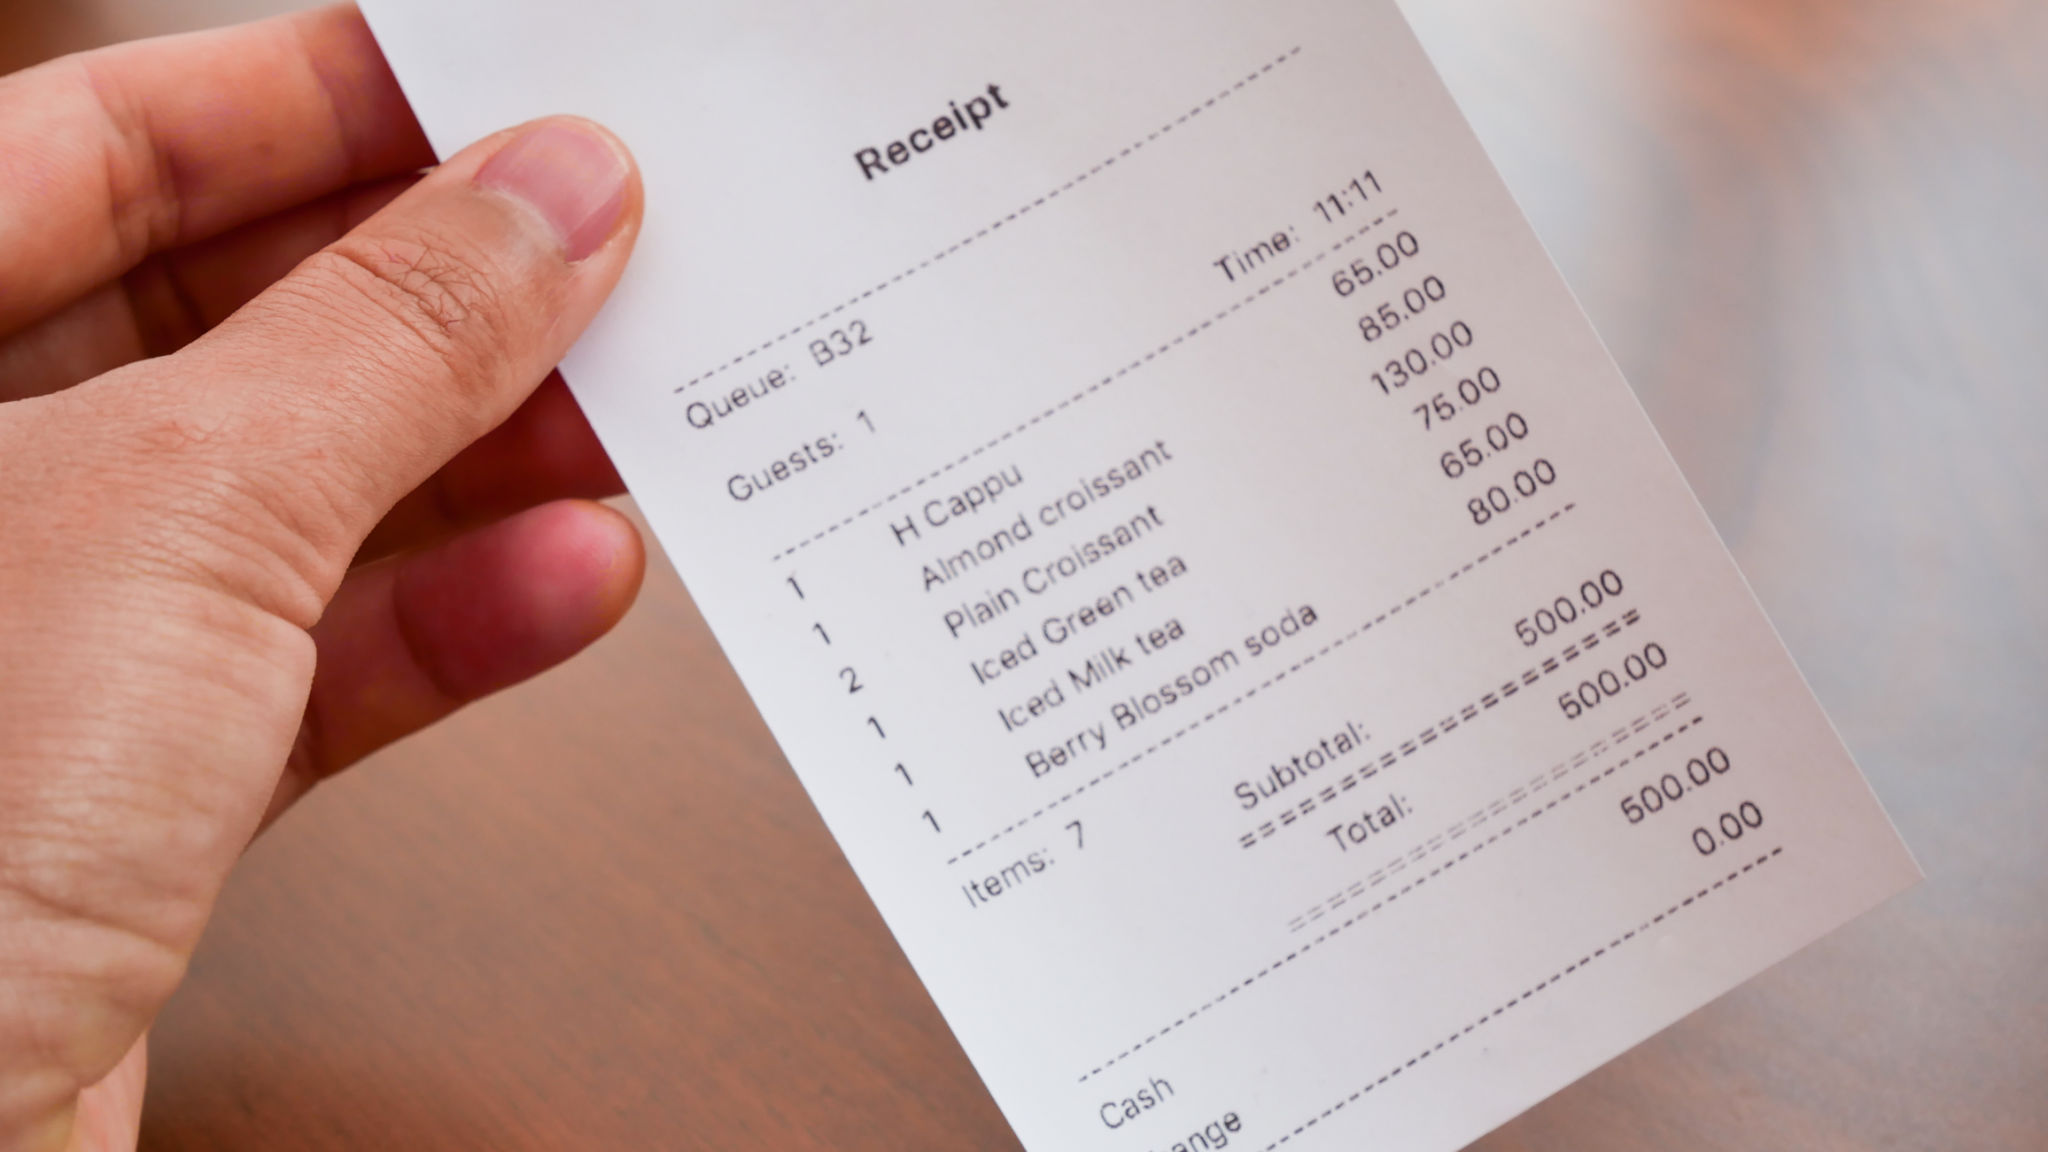 Receipt
Queue: B32 Time: 11:11
Guests: 1
1 H Cappu 65.00
1 Almond croissant 85.00
2 Plain Croissant 130.00
1 Iced Green tea 75.00
1 Iced Milk tea 65.00
1 Berry Blossom soda 80.00
Items: 7 Subtotal: 500.00
Total: 500.00
Cash 500.00
hange 0.00